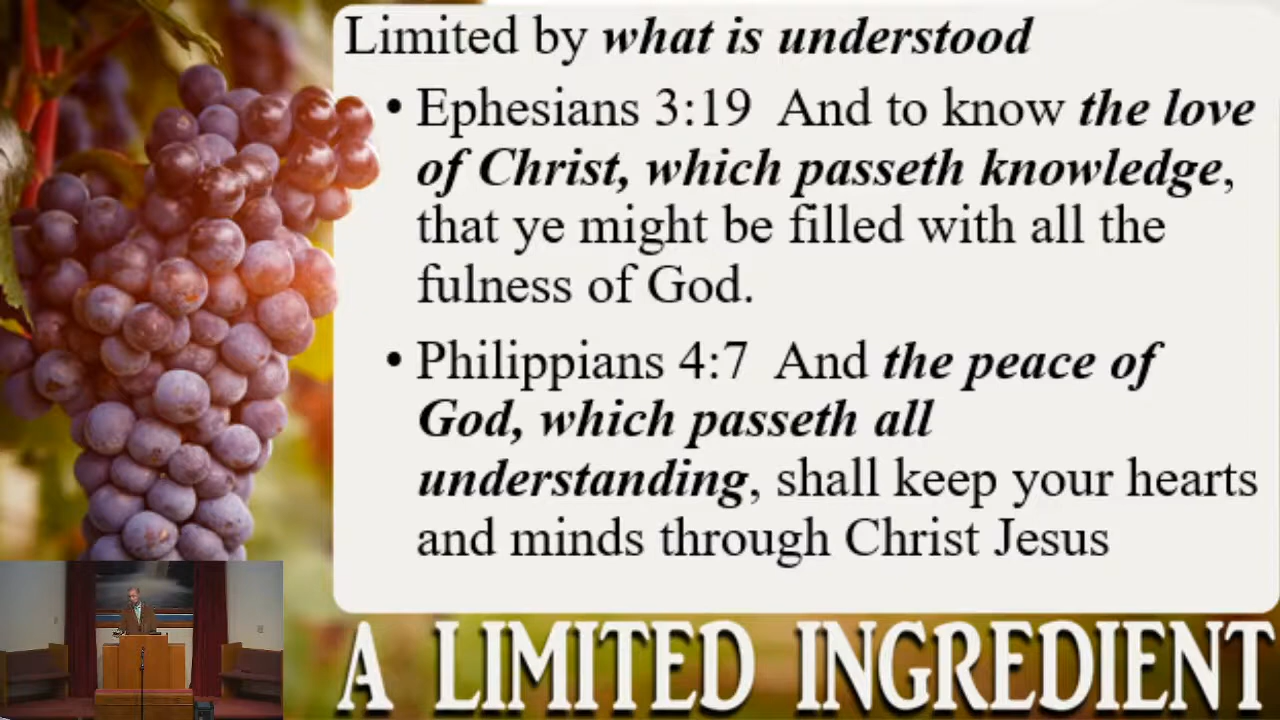 Limited by what is understood
• Ephesians 3:19  And to know the love
of Christ, which passeth knowledge,
that ye might be filled with all the
fulness of God.
• Philippians 4:7  And the peace of
God, which passeth all
understanding, shall keep your hearts
and minds through Christ Jesus
A LIMITED INGREDIENT